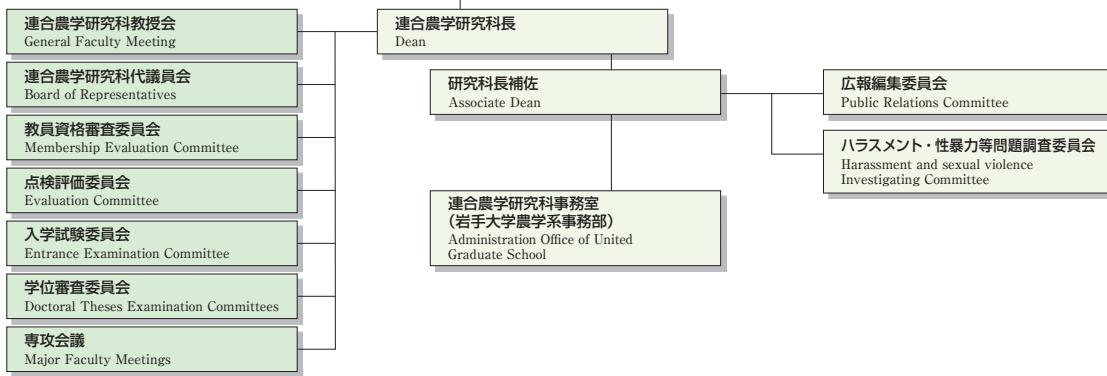 連合農学研究科教授会
General Faculty Meeting
連合農学研究科代議員会
Board of Representatives
教員資格審査委員会
Membership Evaluation Committee
点検評価委員会
Evaluation Committee
入学試験委員会
Entrance Examination Committee
学位審査委員会
Doctoral Theses Examination Committees
専攻会議
Major Faculty Meetings
連合農学研究科長
Dean
研究科長補佐
Associate Dean
連合農学研究科事務室
（岩手大学農学系事務部）
Administration Office of United
Graduate School
広報編集委員会
Public Relations Committee
ハラスメント・性暴力等問題調査委員会
Harassment and sexual violence
Investigating Committee